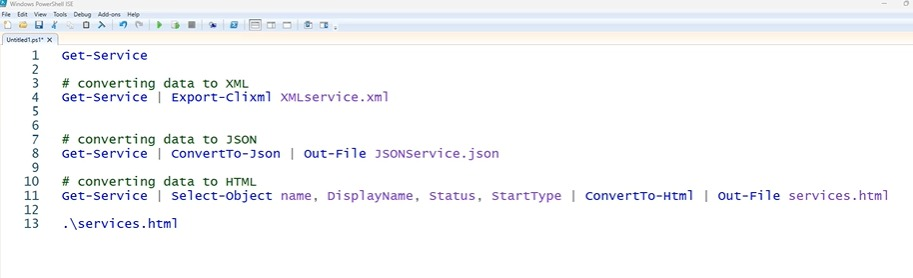 Windows PowerShell ISE
File Edit View Tools Debug Add-ons Help
Untitled1.ps1* X
1 Get-Service
2
3 # converting data to XML
4 Get-Service | Export-Clixml XMLservice.xml
5
6
7 # converting data to JSON
8 Get-Service | ConvertTo-Json | Out-File JSONService.json
9
10 # converting data to HTML
11 Get-Service | Select-Object name, DisplayName, Status, StartType | ConvertTo-Html | Out-File services.html
12
13 .\services.html